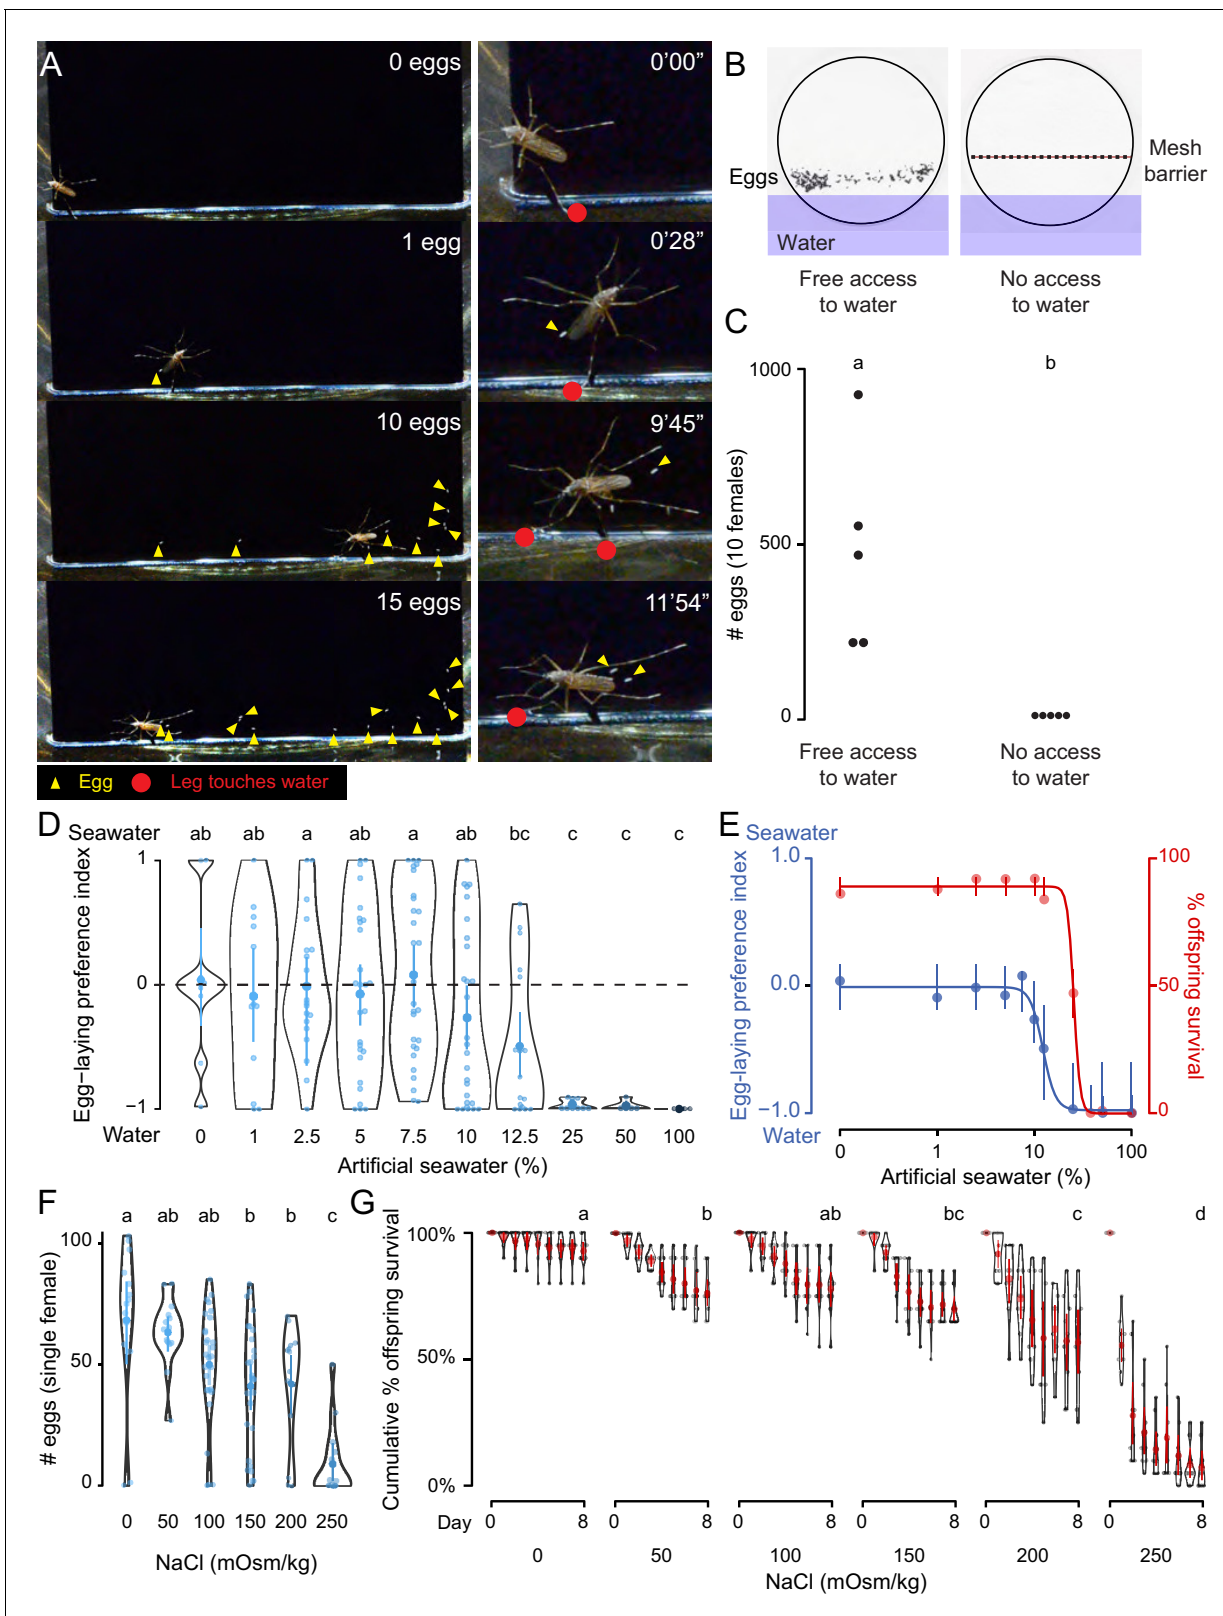 A
0 eggs
0’00”
1 egg
0’28”
10 eggs
9’45”
15 eggs
11’54”
Egg
Leg touches water
B
Eggs
Water
Mesh
barrier
Free access
to water
No access
to water
C
a
b
# eggs (10 females)
1000
500
0
Free access
to water
No access
to water
D
Seawater
ab
ab
a
ab
a
ab
bc
c
c
c
Egg−laying preference index
1
0
−1
Water
0
1
2.5
5
7.5
10
12.5
25
50
100
Artificial seawater (%)
E
Seawater
Egg-laying preference index
1.0
0.0
−1.0
Water
100
50
0
% offspring survival
0
1
10
100
Artificial seawater (%)
F
a
ab
ab
b
b
c
# eggs (single female)
100
50
0
0
50
100
150
200
250
NaCl (mOsm/kg)
G
a
b
ab
bc
c
d
Cumulative % offspring survival
100%
50%
0%
Day
0
8
0
8
0
8
0
8
0
8
0
8
0
50
100
150
200
250
NaCl (mOsm/kg)